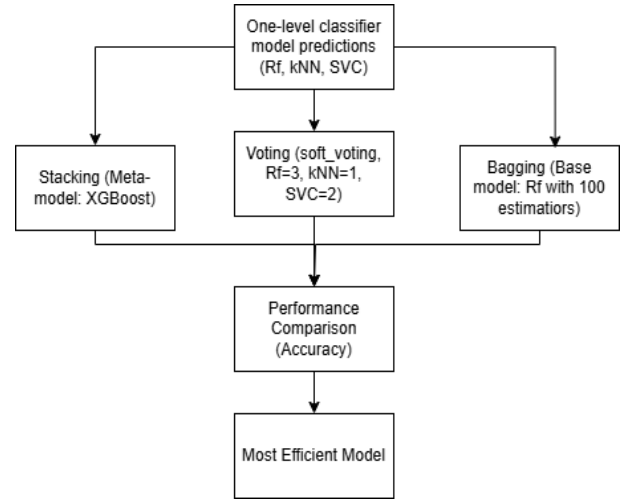 One-level classifier
model predictions
(Rf, kNN, SVC)
Stacking (Meta-
model: XGBoost)
Voting (soft_voting,
Rf=3, kNN=1,
SVC=2)
Bagging (Base
model: Rf with 100
estimatiors)
Performance
Comparison
(Accuracy)
Most Efficient Model